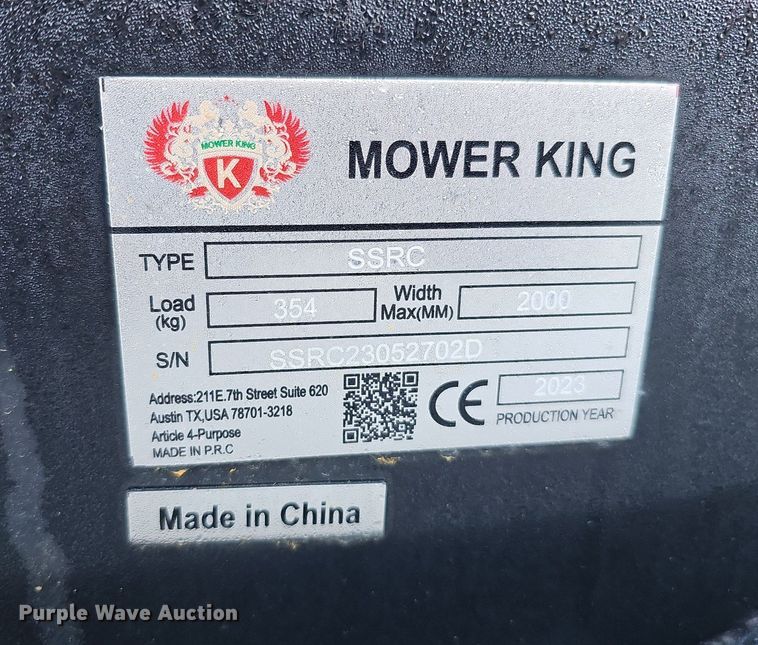 MOWER KING
K
MOWER KING
TYPE SSRC
Load (kg) 354 Width Max(MM) 2000
S/N SSRC23052702D
Address:211E.7th Street Suite 620
Austin TX,USA 78701-3218
Article 4-Purpose
MADE IN P.R.C
CE
2023
PRODUCTION YEAR
Made in China
Purple Wave Auction